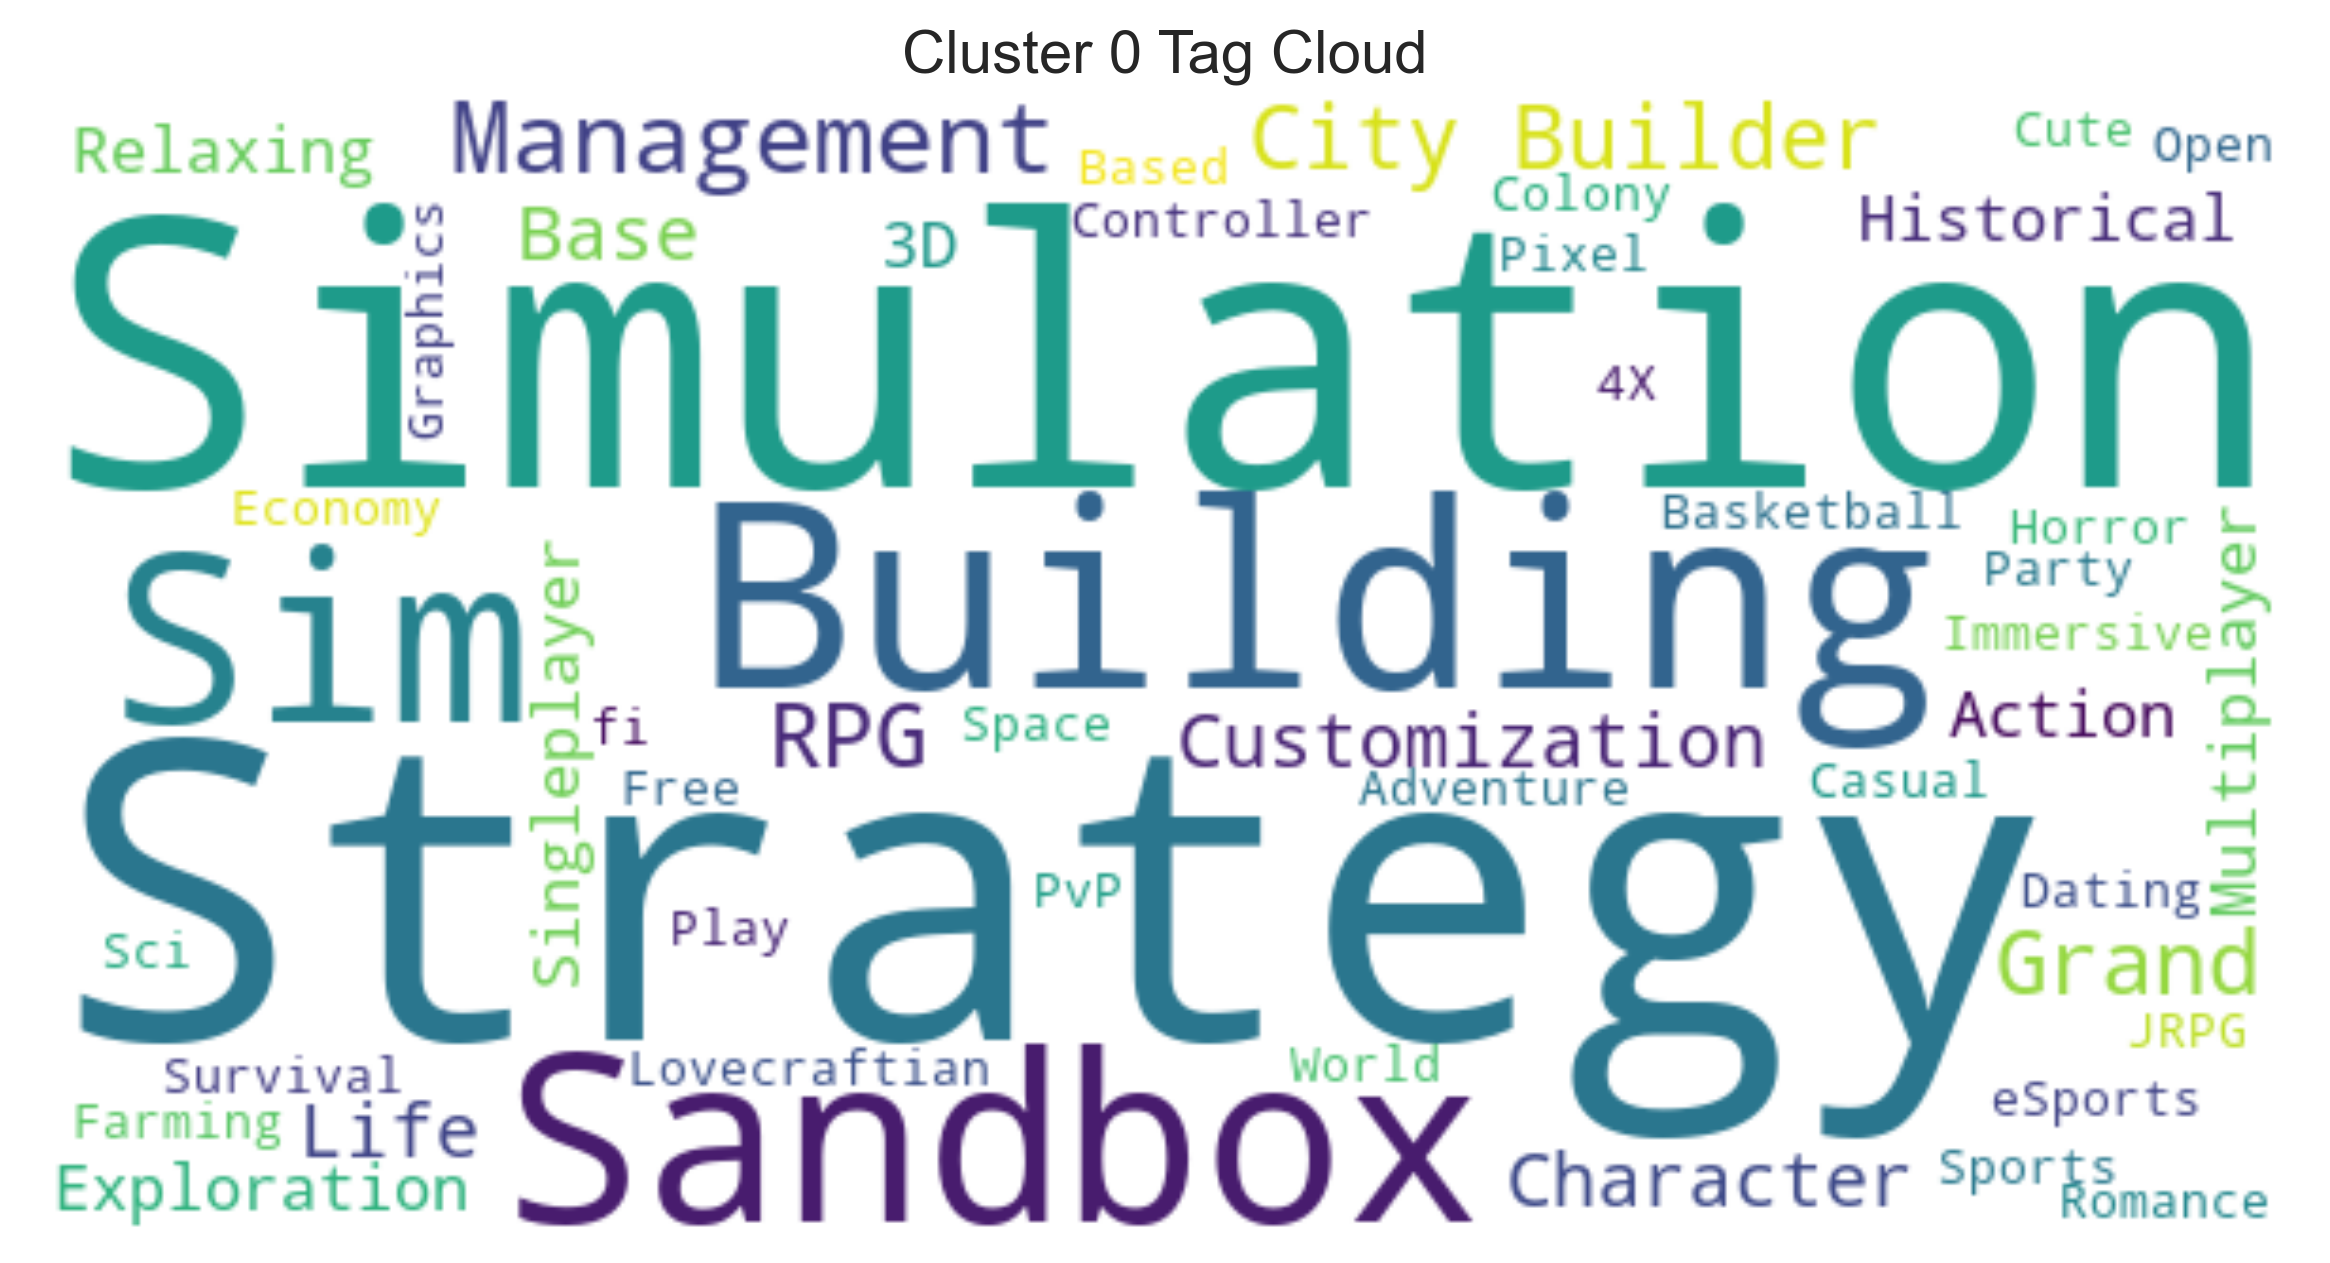 Cluster 0 Tag Cloud
Relaxing
Management
Based
City Builder
Cute
Open
Graphics
Base
3D
Controller
Colony
Pixel
Historical
Simulation
4X
Economy
Basketball
Horror
Sim
Singleplayer
Building
Party
Immersive
Multiplayer
fi
RPG
Space
Customization
Action
Free
Adventure
Casual
Strategy
PvP
Play
Dating
Sci
Grand
JRPG
Survival
Lovecraftian
World
eSports
Farming
Life
Sandbox
Character
Sports
Exploration
Romance